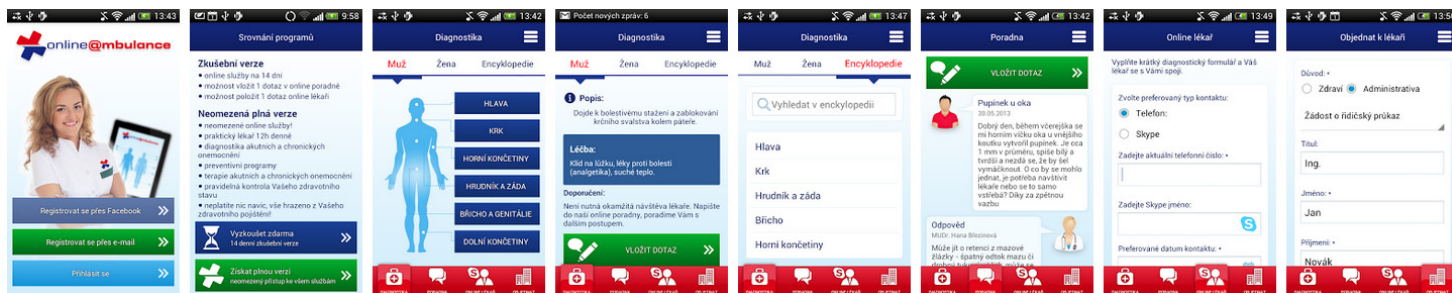 13:43
online@mbulance
Registrovat se přes Facebook
Registrovat se přes e-mail
Přihlásit se
9:58
Srovnání programů
Zkušební verze
• online služby na 14 dní
• možnost vložit 1 dotaz v online poradně
• možnost položit 1 dotaz online lékaři
Neomezená plná verze
• neomezené online služby!
• praktický lékař 12h denně
• diagnostika akutních a chronických
onemocnění
• preventivní programy
• terapie akutních a chronických onemocnění
• pravidelná kontrola Vašeho zdravotního
stavu
• neplatíte nic navíc, vše hrazeno z Vašeho
zdravotního pojištění!
Vyzkoušet zdarma
14 denní zkušební verze
Získat plnou verzi
neomezený přístup ke všem službám
13:42
Diagnostika
Muž Žena Encyklopedie
HLAVA
KRK
HORNÍ KONČETINY
HRUDNÍK A ZÁDA
BŘICHO A GENITÁLIE
DOLNÍ KONČETINY
Počet nových zpráv: 6
Diagnostika
Muž Žena Encyklopedie
Popis:
Dojde k bolestivému stažení a zablokování
krčního svalstva kolem páteře.
Léčba:
Klid na lůžku, léky proti bolesti
(analgetika), suché teplo.
Doporučení:
Není nutná okamžitá návštěva lékaře. Napište
do naší online poradny, poradíme Vám s
dalším postupem.
VLOŽIT DOTAZ
13:47
Diagnostika
Muž Žena Encyklopedie
Vyhledat v enckylopedii
Hlava
Krk
Hrudník a záda
Břicho
Horní končetiny
13:42
Poradna
VLOŽIT DOTAZ
Pupínek u oka
30.05.2013
Dobrý den, během včerejška se
mi horním víčku oka u vnějšího
koutku vytvořil pupínek. Je cca
1 mm v průměru, spíše bílý a
tvrdší a nezdá se, že by šel
vymáčknout. O co by se mohlo
jednat, je potřeba navštívit
lékaře nebo se to samo
vstřebá? Díky za zpětnou
vazbu
Odpověď
MUDr. Hana Březinová
Může jít o retenci z mazové
žlázky - špatný odtok mazu či
13:49
Online lékař
Vyplňte krátký diagnostický formulář a Váš
lékař se s Vámi spojí.
Zvolte preferovaný typ kontaktu:
Telefon:
Skype
Zadejte aktuální telefonní číslo: •
Zadejte Skype jméno:
Preferované datum kontaktu: •
Objednat k lékaři
Důvod: •
Zdraví Administrativa
Žádost o řidičský průkaz
Titul:
Ing.
Jméno: •
Jan
Příjmení: •
Novák